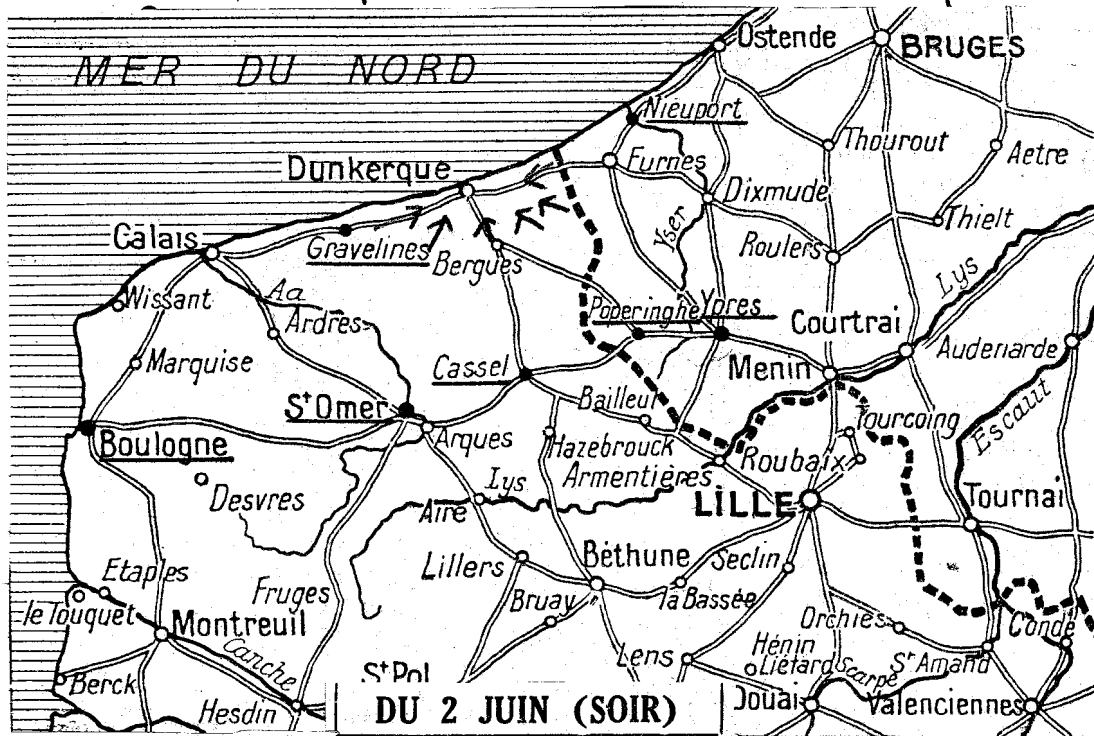 Ostende
BRUGES
MER DU NORD
Nieuport
Thourout
Aetre
Dunkerque
Furnes
Dixmude
Thielt
Calais
Gravelines
Bergues
Yser
Roulers
Lys
Wissant
Aa
Ardres
Poperinghe
Ypres
Courtrai
Audenarde
Marquise
Cassel
Menin
Escaut
St Omer
Bailleul
Tourcoing
Boulogne
Arques
Hazebrouck
Armentières
Roubaix
Desvres
Lys
LILLE
Tournai
Aire
Lillers
Béthune
Seclin
Etaples
Fruges
Bruay
la Bassée
le Touquet
Montreuil
Orchies
Condé
Canche
St Pol
Lens
Hénin
Liétard
Scarpe
St Amand
Berck
Hesdin
DU 2 JUIN (SOIR)
Douai
Valenciennes